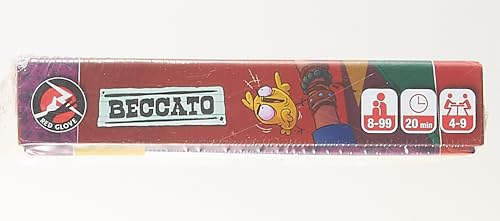 RED GLOVE
BECCATO
8-99
20 min
4-9